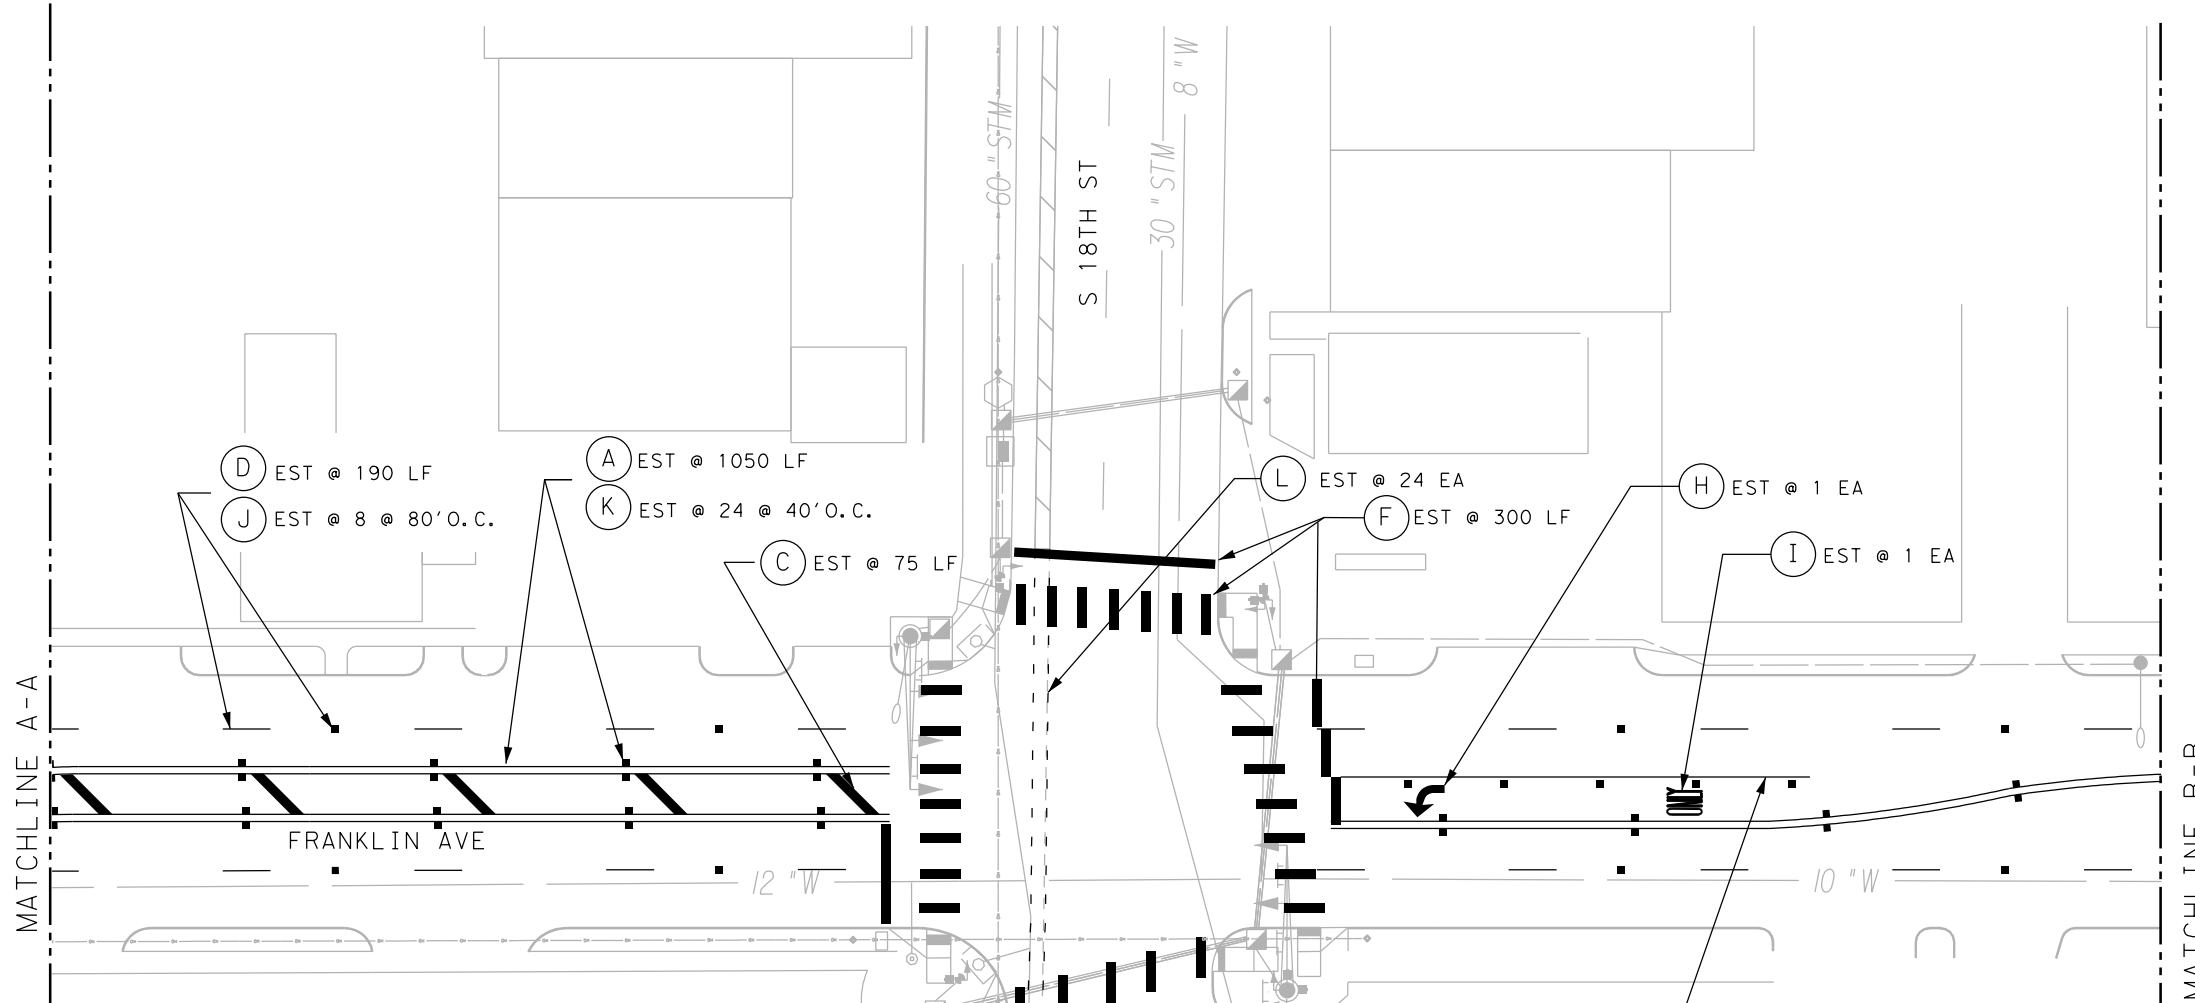 60 "STM
8 "W
30 "STM
S 18TH ST
D EST @ 190 LF
J EST @ 8 @ 80'O.C.
A EST @ 1050 LF
K EST @ 24 @ 40'O.C.
C EST @ 75 LF
L EST @ 24 EA
F EST @ 300 LF
H EST @ 1 EA
I EST @ 1 EA
MATCHLINE A-A
FRANKLIN AVE
ONLY
12 "W
10 "W
MATCHLINE B-B